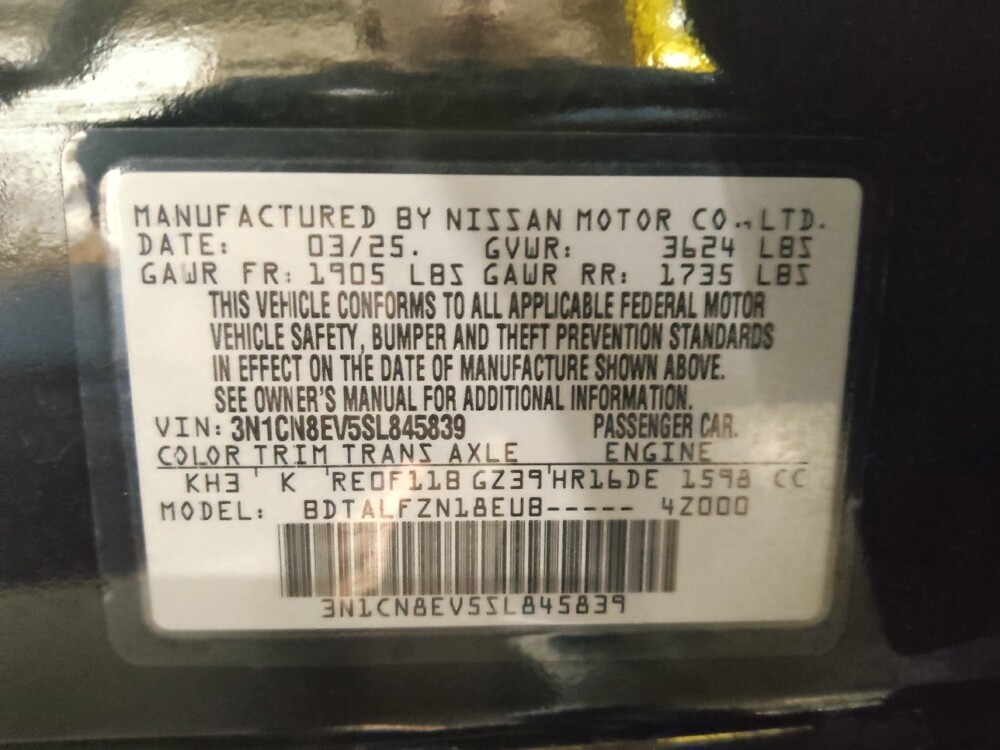 MANUFACTURED BY NISSAN MOTOR CO.,LTD.
DATE: 03/25. GVWR: 3624 LBS
GAWR FR: 1905 LBS GAWR RR: 1735 LBS
THIS VEHICLE CONFORMS TO ALL APPLICABLE FEDERAL MOTOR
VEHICLE SAFETY, BUMPER AND THEFT PREVENTION STANDARDS
IN EFFECT ON THE DATE OF MANUFACTURE SHOWN ABOVE.
SEE OWNER'S MANUAL FOR ADDITIONAL INFORMATION.
VIN: 3N1CN8EV5SL845839 PASSENGER CAR.
COLOR TRIM TRANS AXLE ENGINE
KH3 ' K ' RE0F11B GZ39'HR16DE 1598 CC
MODEL: BDTALFZN18EUB----- 4Z000
3N1CN8EV5SL845839